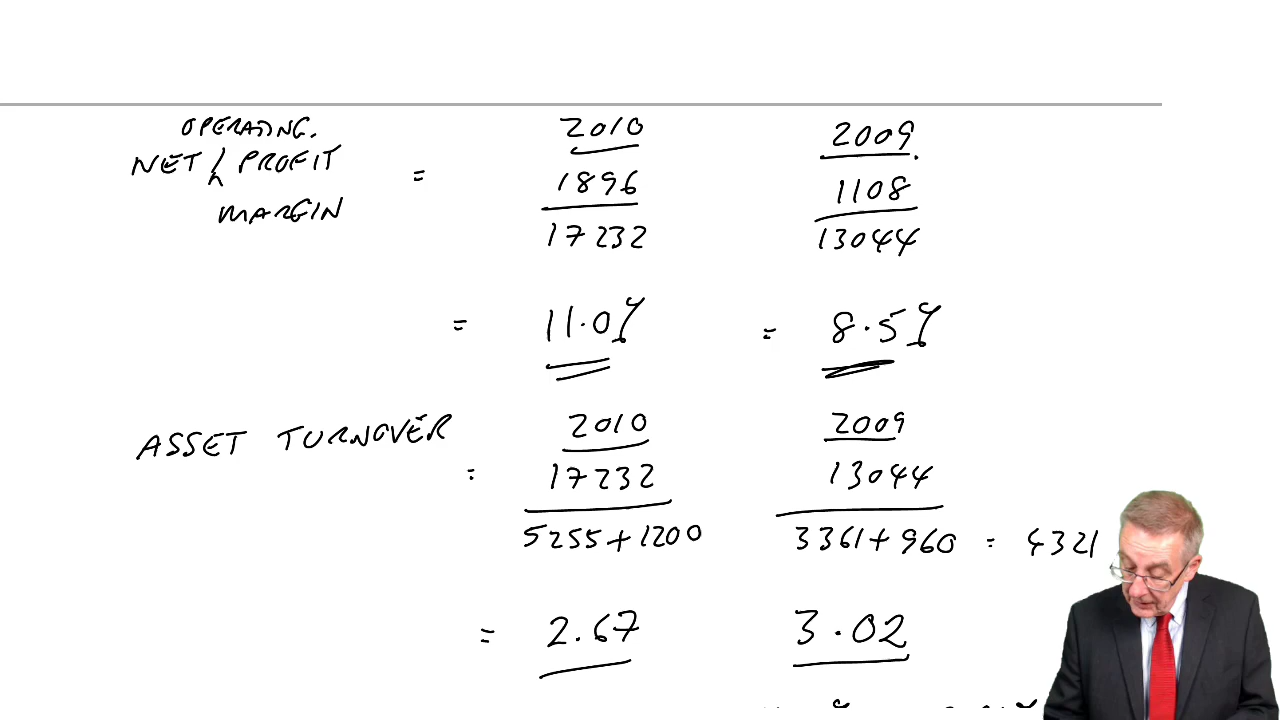 OPERATING.
NET PROFIT
MARGIN
=
2010
1896
17232
2009
1108
13044
= 11.0% = 8.5%
ASSET TURNOVER
=
2010
17232
5255+1200
2009
13044
3361+960 = 4321
= 2.67 3.02